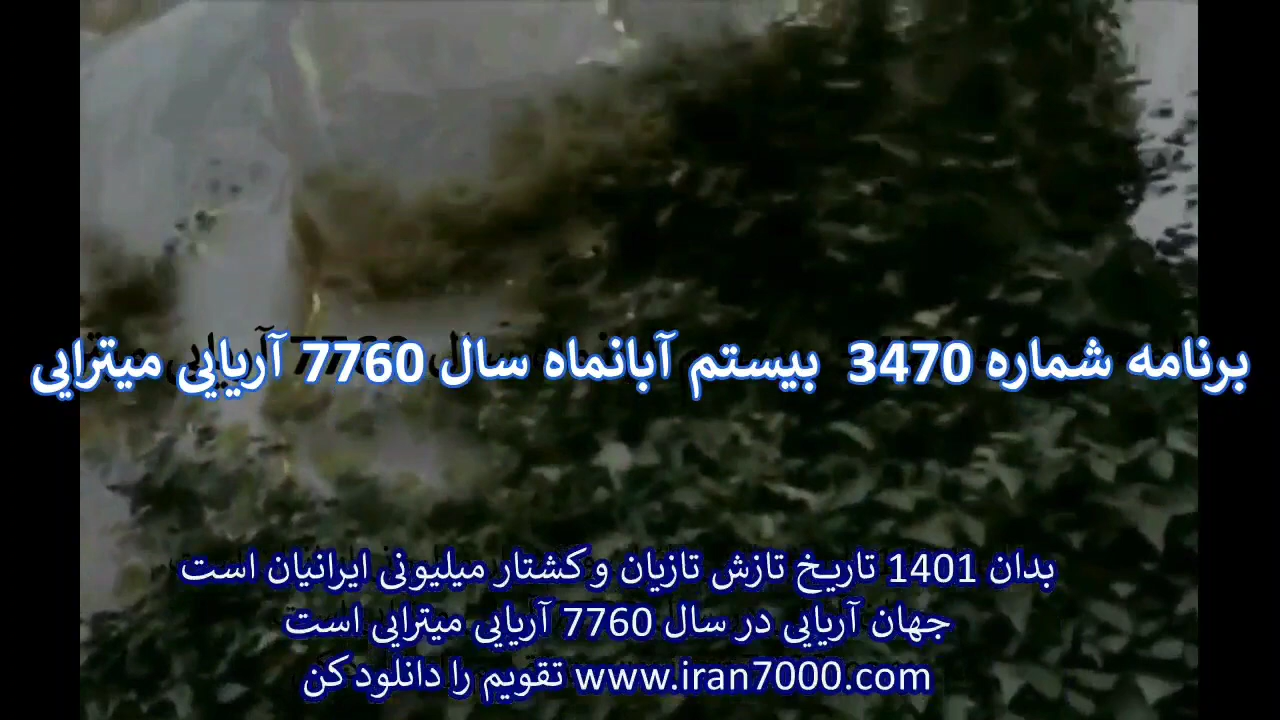 برنامه شماره 3470 بیستم آبانماه سال 7760 آریایی میترایی
بدان 1401 تاریخ تازش تازیان و کشتار میلیونی ایرانیان است
جهان آریایی در سال 7760 آریایی میترایی است
www.iran7000.com تقویم را دانلود کن